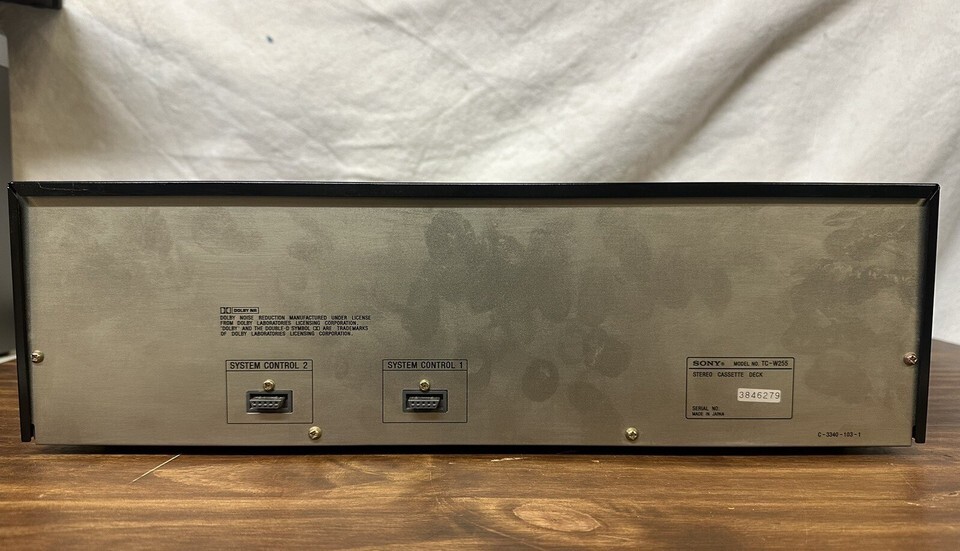 DOLBY NR
DOLBY NOISE REDUCTION MANUFACTURED UNDER LICENSE
FROM DOLBY LABORATORIES LICENSING CORPORATION.
"DOLBY" AND THE DOUBLE-D SYMBOL ARE TRADEMARKS
OF DOLBY LABORATORIES LICENSING CORPORATION.
SYSTEM CONTROL 2
SYSTEM CONTROL 1
SONY® MODEL NO. TC-W255
STEREO CASSETTE DECK
3846279
SERIAL NO.
MADE IN JAPAN
C-3340-103-1